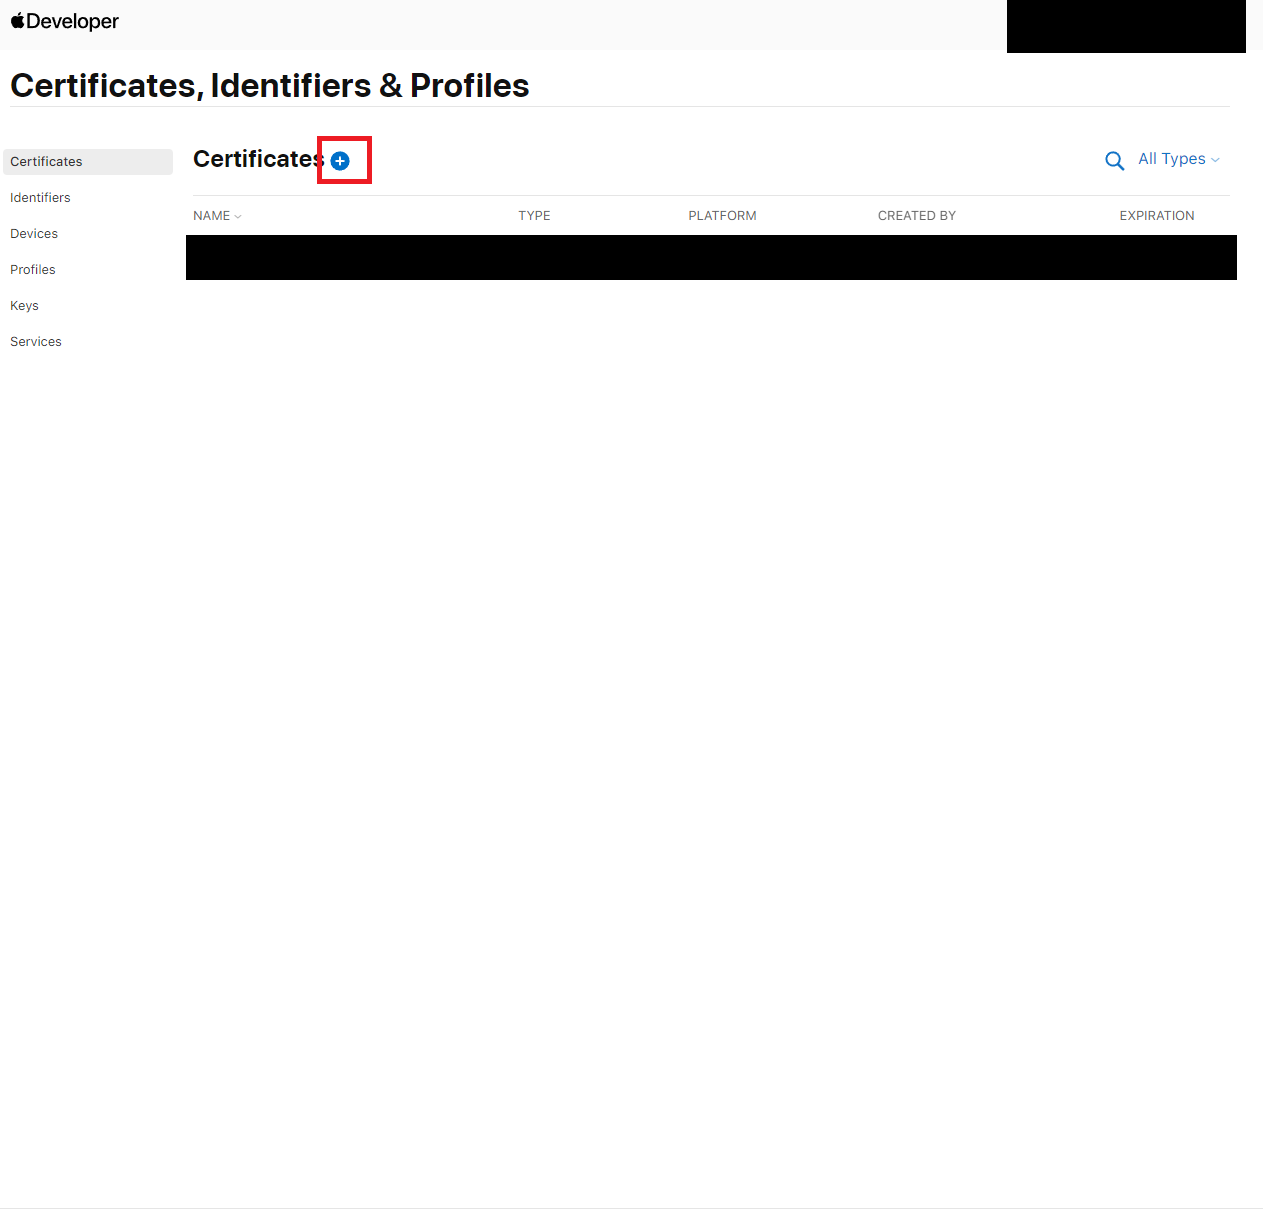 Developer
Certificates, Identifiers & Profiles
Certificates
Identifiers
Devices
Profiles
Keys
Services
Certificates
All Types
NAME TYPE PLATFORM CREATED BY EXPIRATION